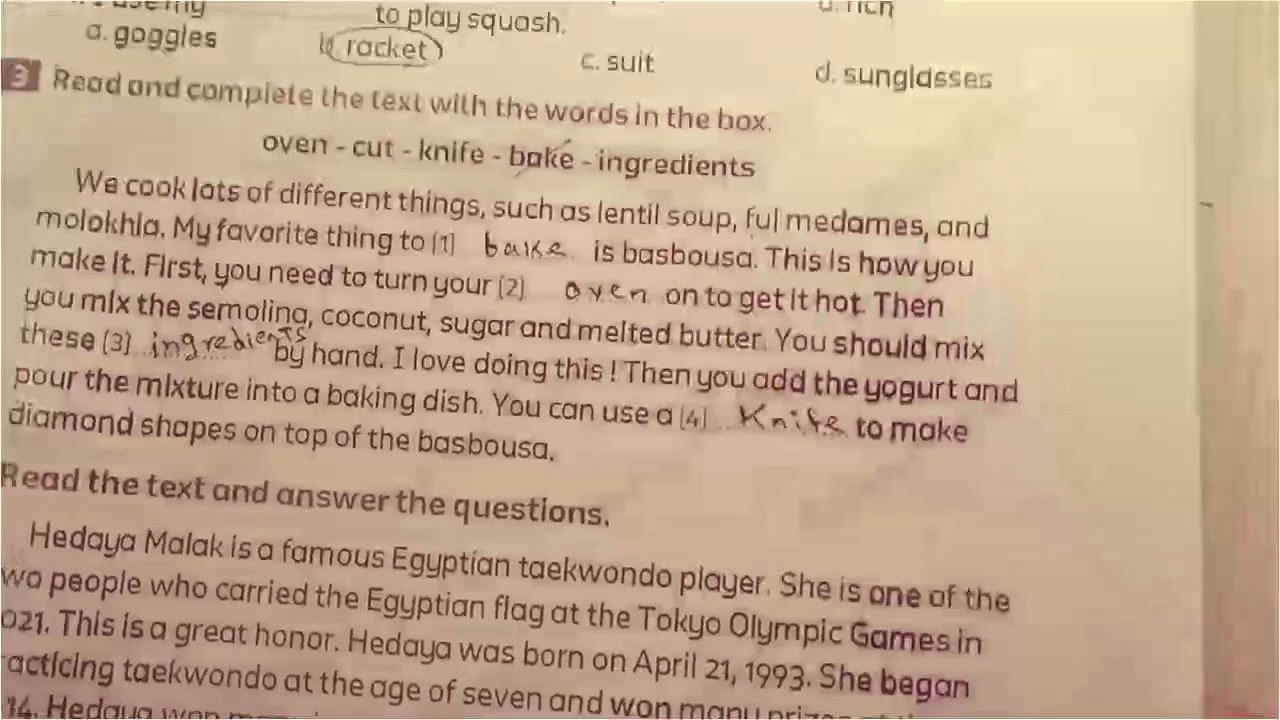 to play squash.
a. goggles b. racket c. suit d. sunglasses
3 Read and complete the text with the words in the box.
oven - cut - knife - bake - ingredients
We cook lots of different things, such as lentil soup, ful medames, and
molokhia. My favorite thing to (1) bake is basbousa. This is how you
make it. First, you need to turn your (2) oven on to get it hot. Then
you mix the semolina, coconut, sugar and melted butter. You should mix
these (3) ingredients by hand. I love doing this! Then you add the yogurt and
pour the mixture into a baking dish. You can use a (4) Knife to make
diamond shapes on top of the basbousa.
Read the text and answer the questions.
Hedaya Malak is a famous Egyptian taekwondo player. She is one of the
wo people who carried the Egyptian flag at the Tokyo Olympic Games in
021. This is a great honor. Hedaya was born on April 21, 1993. She began
racticing taekwondo at the age of seven and won many
14. Hedaya won